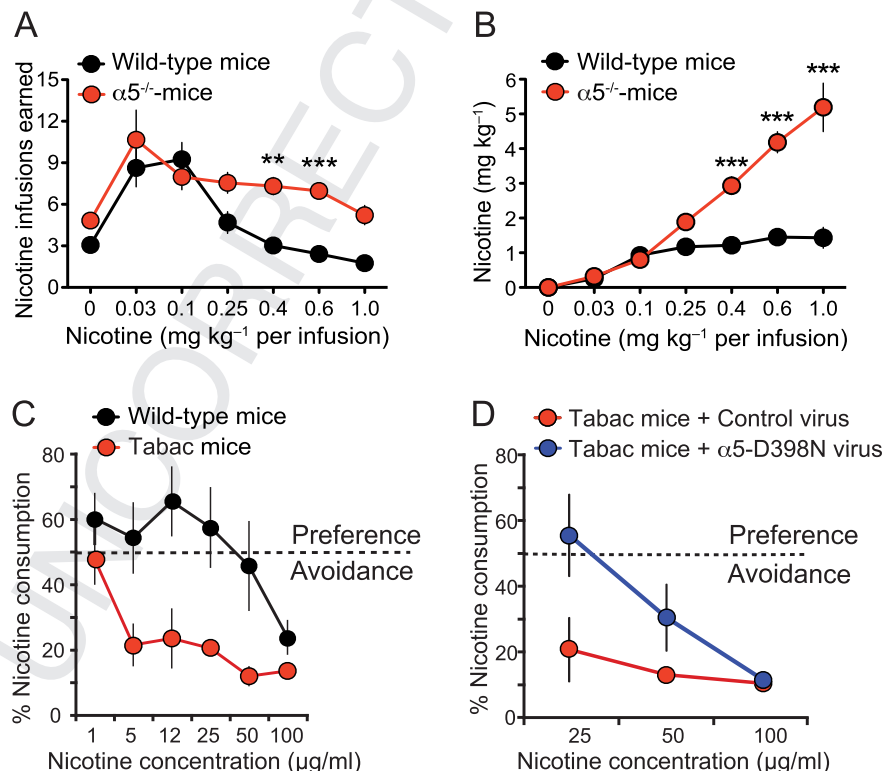 A
Wild-type mice
α5-/--mice
Nicotine infusions earned
15
12
9
6
3
0
** ***
0 0.03 0.1 0.25 0.4 0.6 1.0
Nicotine (mg kg–1 per infusion)
B
Wild-type mice
α5-/--mice
Nicotine (mg kg–1)
6
5
4
3
2
1
0
*** *** ***
0 0.03 0.1 0.25 0.4 0.6 1.0
Nicotine (mg kg–1 per infusion)
C
Wild-type mice
Tabac mice
% Nicotine consumption
80
60
40
20
0
Preference
Avoidance
1 5 12 25 50 100
Nicotine concentration (µg/ml)
D
Tabac mice + Control virus
Tabac mice + α5-D398N virus
% Nicotine consumption
80
60
40
20
0
Preference
Avoidance
25 50 100
Nicotine concentration (µg/ml)
UNCORRECT